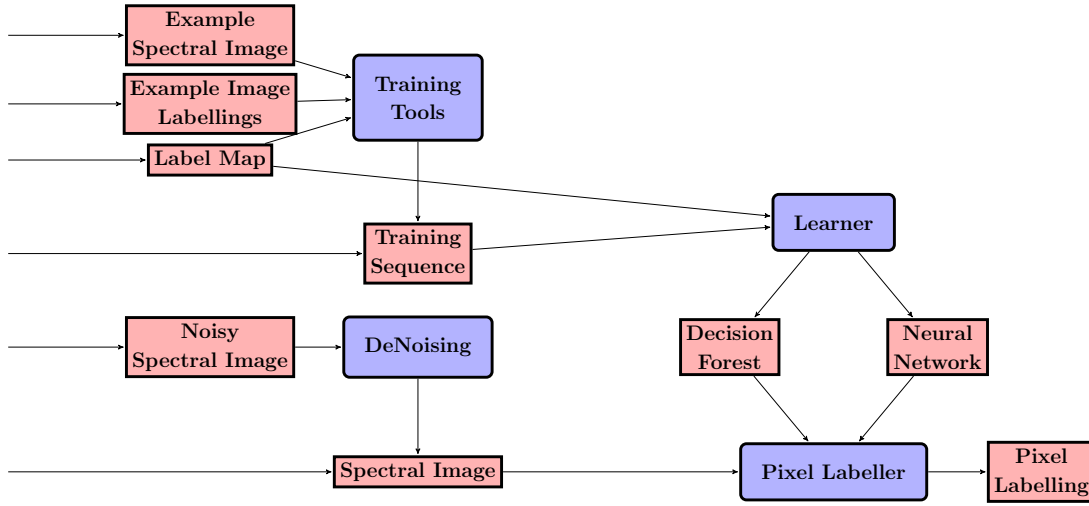 Example
Spectral Image
Example Image
Labellings
Label Map
Training
Tools
Training
Sequence
Learner
Noisy
Spectral Image
DeNoising
Decision
Forest
Neural
Network
Spectral Image
Pixel Labeller
Pixel
Labelling